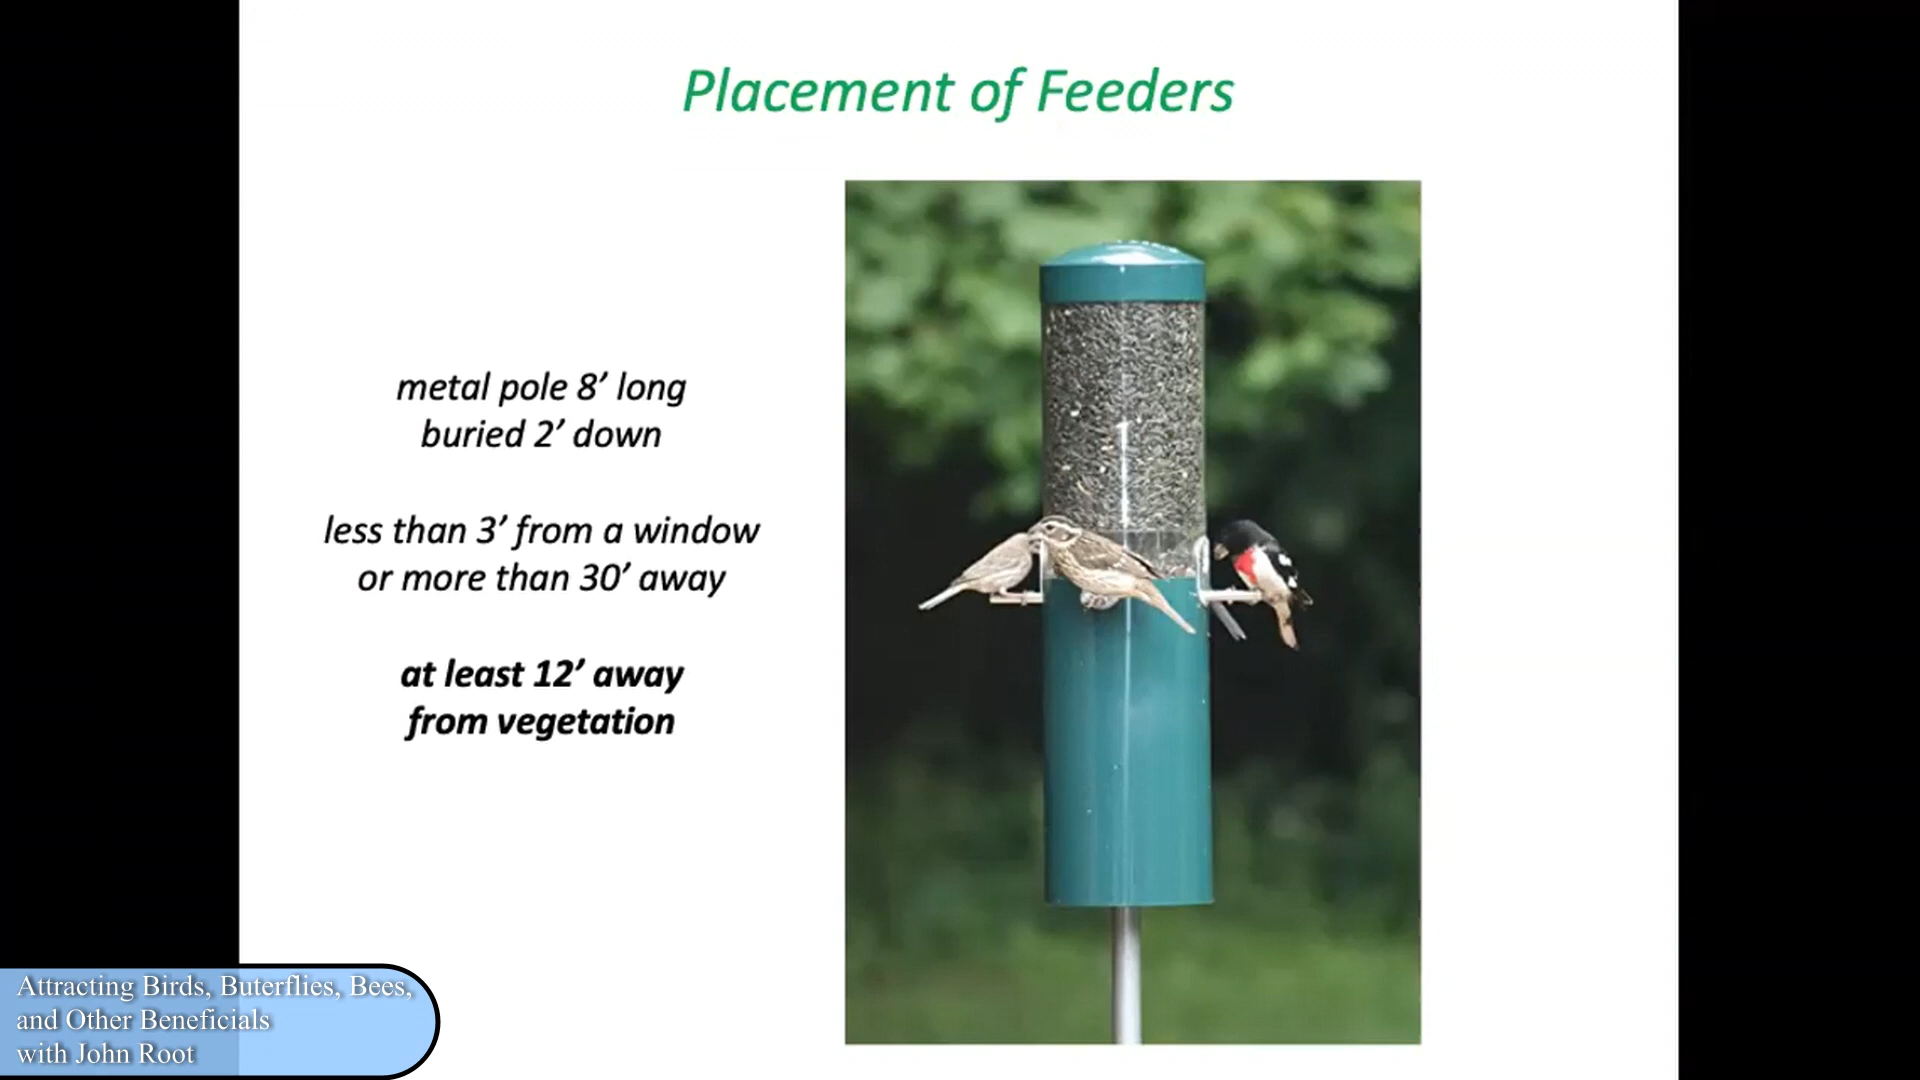 Placement of Feeders
metal pole 8’ long
buried 2’ down
less than 3’ from a window
or more than 30’ away
at least 12’ away
from vegetation
Attracting Birds, Buterflies, Bees,
and Other Beneficials
with John Root